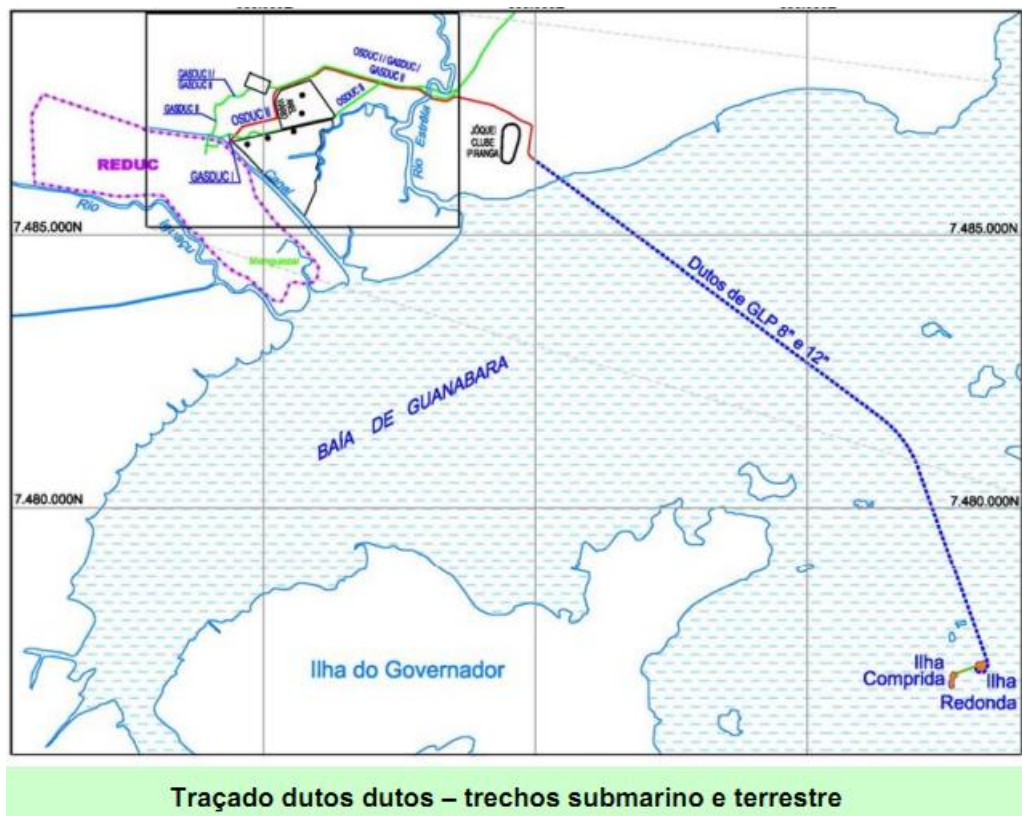 OSDUC I / GASDUC /
GASDUC II
GASDUC I/
GASDUC II
GASDUC II
OSDUC II
OSDUC II
Rio Estrela
JÓQUEI
CLUBE
PIRANGA
REDUC
GASDUC I
Canal
Rio
Iguaçu
7.485.000N
7.485.000N
Manguezal
Dutos de GLP 8" e 12"
BAÍA DE GUANABARA
7.480.000N
7.480.000N
Ilha do Governador
Ilha
Comprida
Ilha
Redonda
Traçado dutos dutos – trechos submarino e terrestre